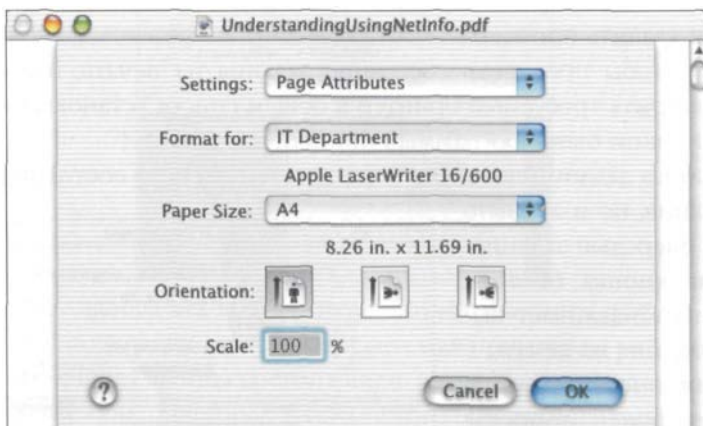 UnderstandingUsingNetInfo.pdf
Settings: Page Attributes
Format for: IT Department
Apple LaserWriter 16/600
Paper Size: A4
8.26 in. x 11.69 in.
Orientation:
Scale: 100 %
? Cancel OK